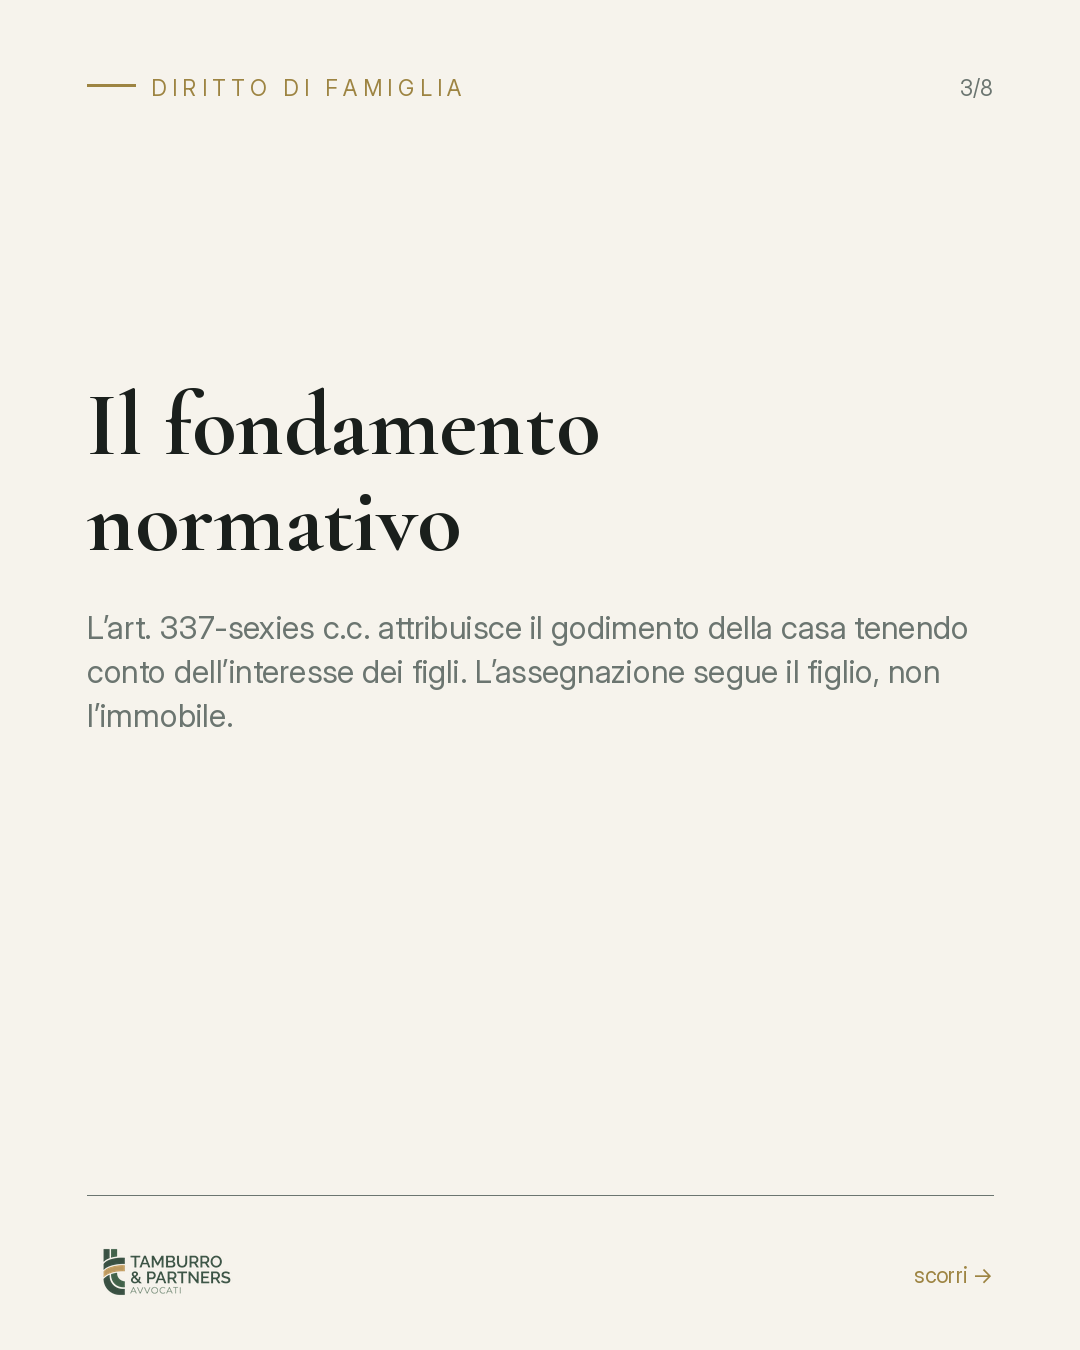 DIRITTO DI FAMIGLIA
3/8
Il fondamento
normativo
L’art. 337-sexies c.c. attribuisce il godimento della casa tenendo
conto dell’interesse dei figli. L’assegnazione segue il figlio, non
l’immobile.
TAMBURRO
& PARTNERS
AVVOCATI
scorri →